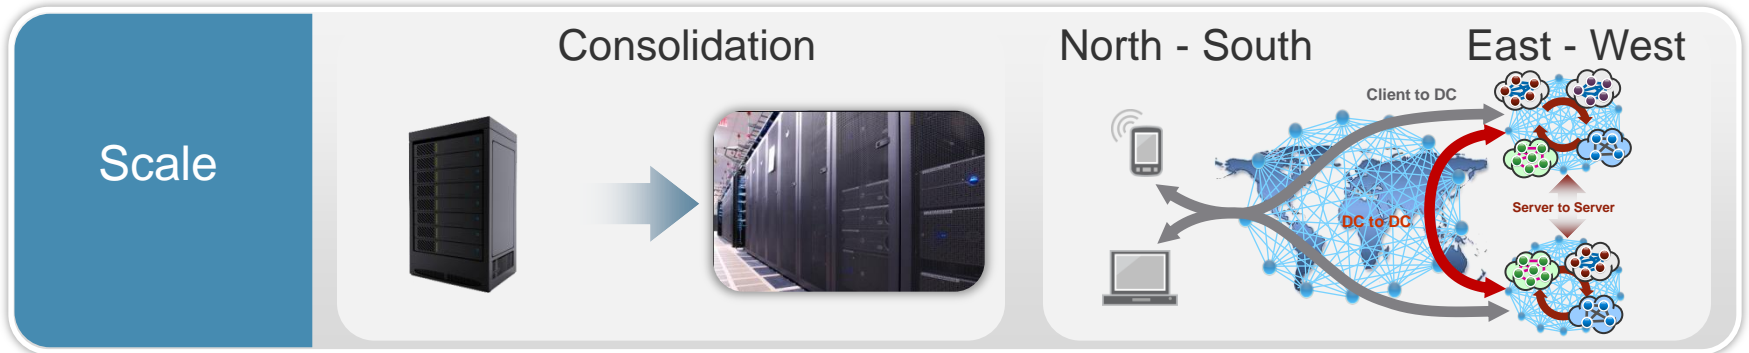 Scale
Consolidation
North - South
East - West
Client to DC
DC to DC
Server to Server